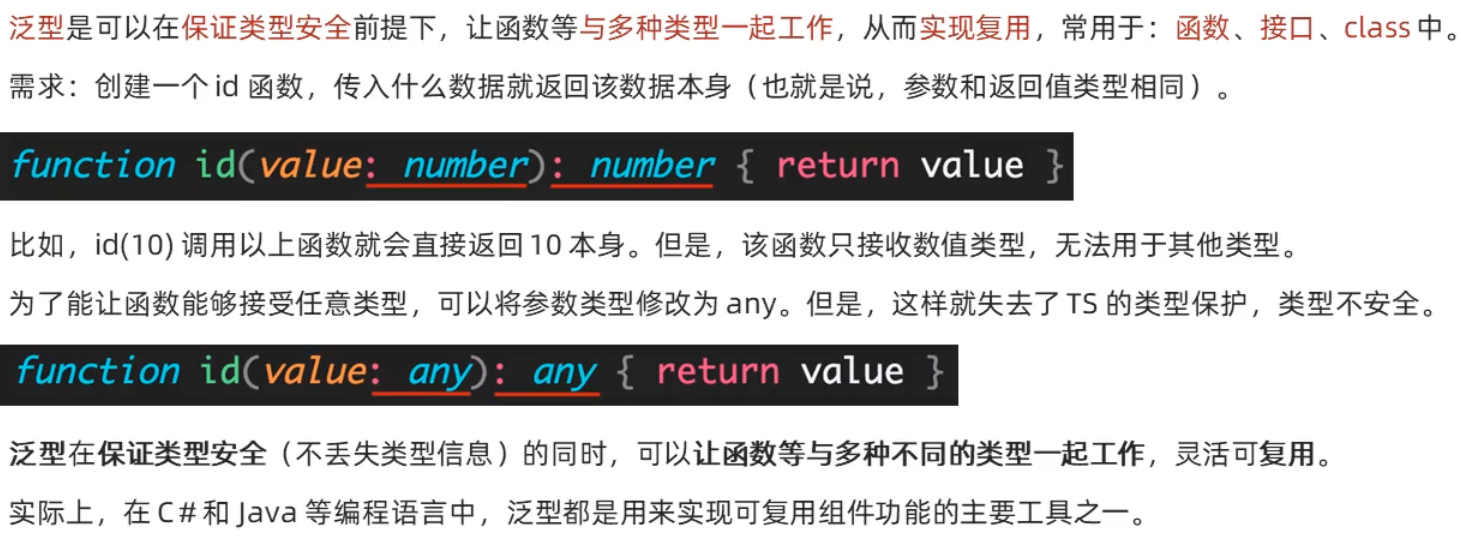 泛型是可以在保证类型安全前提下，让函数等与多种类型一起工作，从而实现复用，常用于：函数、接口、class 中。
需求：创建一个 id 函数，传入什么数据就返回该数据本身（也就是说，参数和返回值类型相同）。
function id(value: number): number { return value }
比如，id(10) 调用以上函数就会直接返回 10 本身。但是，该函数只接收数值类型，无法用于其他类型。
为了能让函数能够接受任意类型，可以将参数类型修改为 any。但是，这样就失去了 TS 的类型保护，类型不安全。
function id(value: any): any { return value }
泛型在保证类型安全（不丢失类型信息）的同时，可以让函数等与多种不同的类型一起工作，灵活可复用。
实际上，在 C# 和 Java 等编程语言中，泛型都是用来实现可复用组件功能的主要工具之一。